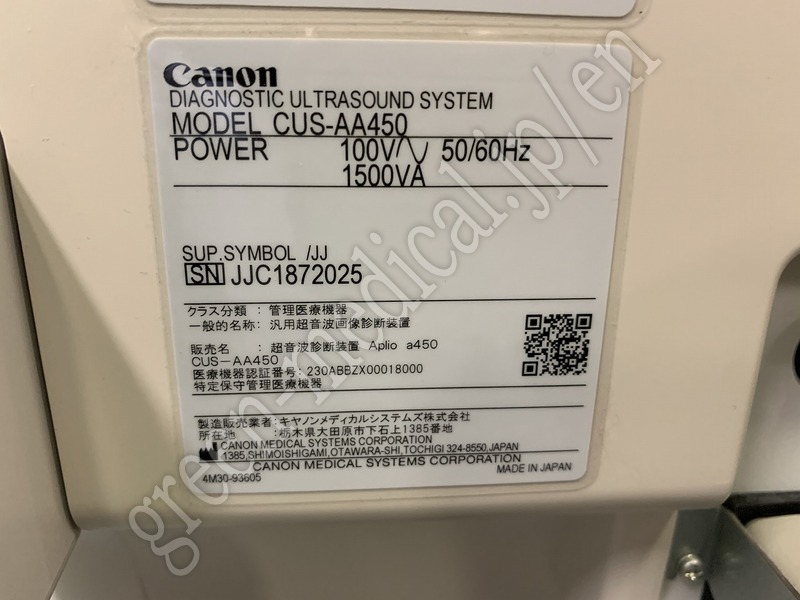 Canon
DIAGNOSTIC ULTRASOUND SYSTEM
MODEL CUS-AA450
POWER 100V 50/60Hz
1500VA
SUP.SYMBOL /JJ
SN JJC1872025
クラス分類 : 管理医療機器
一般的名称: 汎用超音波画像診断装置
販売名 : 超音波診断装置 Aplio a450
CUS-AA450
医療機器認証番号: 230ABBZX00018000
特定保守管理医療機器
製造販売業者: キヤノンメディカルシステムズ株式会社
所在地 :栃木県大田原市下石上1385番地
CANON MEDICAL SYSTEMS CORPORATION
1385,SHIMOISHIGAMI,OTAWARA-SHI,TOCHIGI 324-8550,JAPAN
CANON MEDICAL SYSTEMS CORPORATION
4M30-93605 MADE IN JAPAN
green-medical.jp/en